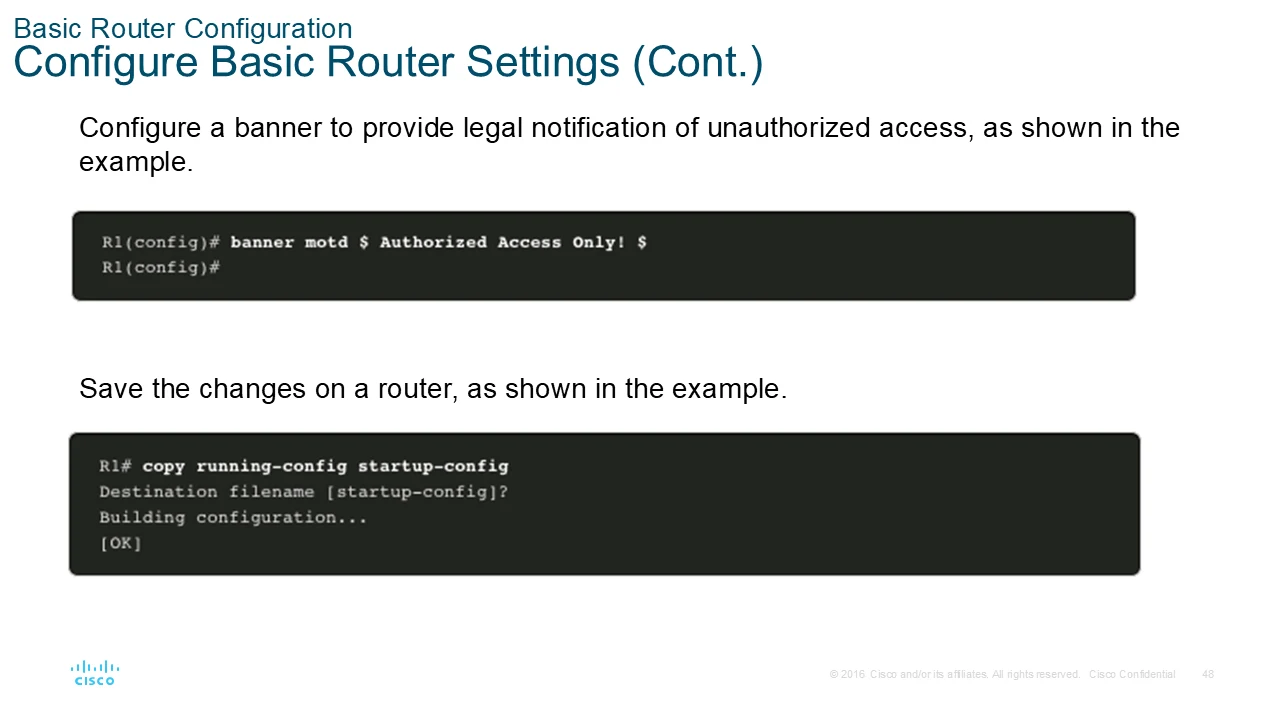 Basic Router Configuration
Configure Basic Router Settings (Cont.)
Configure a banner to provide legal notification of unauthorized access, as shown in the
example.
R1(config)# banner motd $ Authorized Access Only! $
R1(config)#
Save the changes on a router, as shown in the example.
R1# copy running-config startup-config
Destination filename [startup-config]?
Building configuration...
[OK]
CISCO
© 2016 Cisco and/or its affiliates. All rights reserved. Cisco Confidential 48